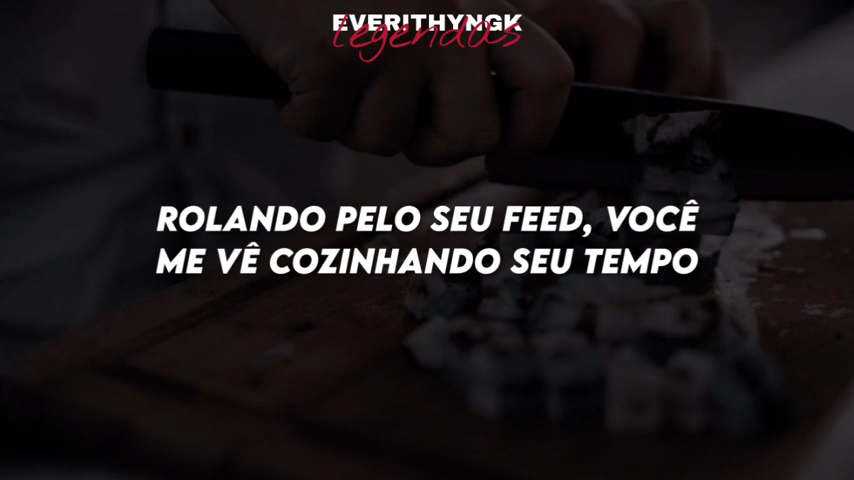 EVERITHYNGK
legendas
ROLANDO PELO SEU FEED, VOCÊ
ME VÊ COZINHANDO SEU TEMPO